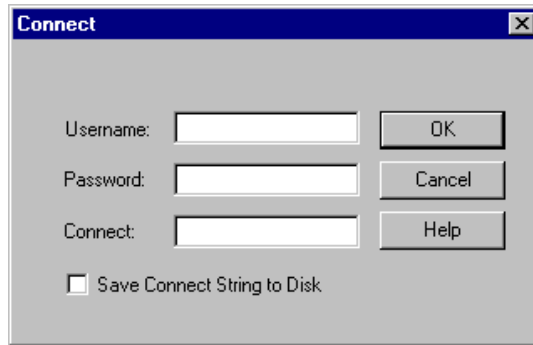 Connect
Username:
OK
Password:
Cancel
Connect:
Help
Save Connect String to Disk